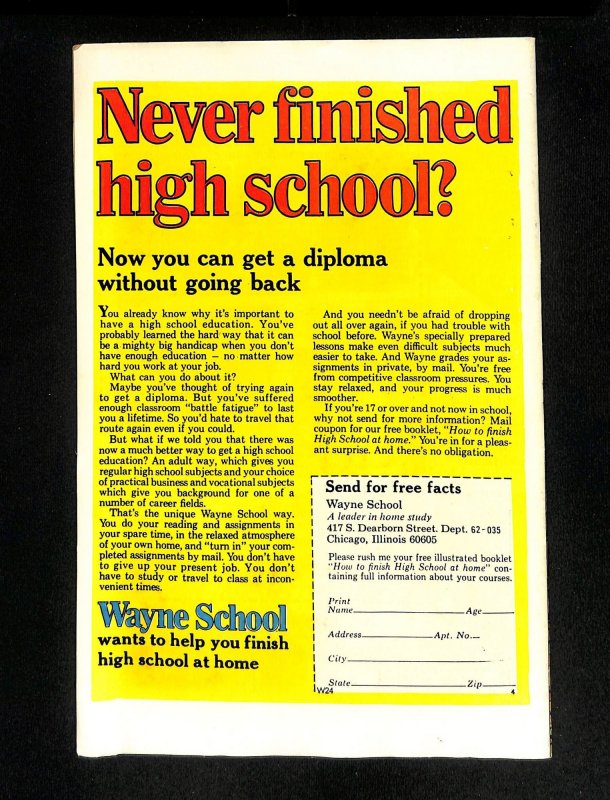 Never finished
high school?
Now you can get a diploma
without going back
You already know why it's important to
have a high school education. You've
probably learned the hard way that it can
be a mighty big handicap when you don't
have enough education — no matter how
hard you work at your job.
What can you do about it?
Maybe you've thought of trying again
to get a diploma. But you've suffered
enough classroom "battle fatigue" to last
you a lifetime. So you'd hate to travel that
route again even if you could.
But what if we told you that there was
now a much better way to get a high school
education? An adult way, which gives you
regular high school subjects and your choice
of practical business and vocational subjects
which give you background for one of a
number of career fields.
That's the unique Wayne School way.
You do your reading and assignments in
your spare time, in the relaxed atmosphere
of your own home, and "turn in" your com-
pleted assignments by mail. You don't have
to give up your present job. You don't
have to study or travel to class at incon-
venient times.
Wayne School
wants to help you finish
high school at home
And you needn't be afraid of dropping
out all over again, if you had trouble with
school before. Wayne's specially prepared
lessons make even difficult subjects much
easier to take. And Wayne grades your as-
signments in private, by mail. You're free
from competitive classroom pressures. You
stay relaxed, and your progress is much
smoother.
If you're 17 or over and not now in school,
why not send for more information? Mail
coupon for our free booklet, "How to finish
High School at home." You're in for a pleas-
ant surprise. And there's no obligation.
Send for free facts
Wayne School
A leader in home study
417 S. Dearborn Street. Dept. 62-035
Chicago, Illinois 60605
Please rush me your free illustrated booklet
"How to finish High School at home" con-
taining full information about your courses.
Print
Name Age
Address Apt. No.
City
State Zip
W24 4